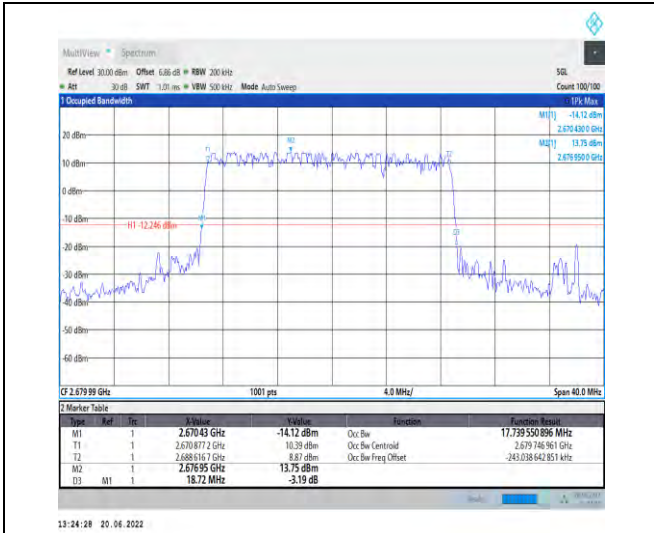 MultiView Spectrum
Ref Level 30.00 dBm Offset 6.86 dB RBW 200 kHz SGL
Att 30 dB SWT 1.01 ms VBW 500 kHz Mode Auto Sweep Count 100/100
1 Occupied Bandwidth 1Pk Max
M1[1] -14.12 dBm
2.670 430 0 GHz
M2[1] 13.75 dBm
2.676 950 0 GHz
20 dBm
M2
T1
T2
10 dBm
0 dBm
-10 dBm
M1
H1 -12.246 dBm
D3
-20 dBm
-30 dBm
-40 dBm
-50 dBm
-60 dBm
CF 2.679 99 GHz 1001 pts 4.0 MHz/ Span 40.0 MHz
2 Marker Table
Type Ref Trc X-Value Y-Value Function Function Result
M1 1 2.67043 GHz -14.12 dBm Occ Bw 17.739 550 896 MHz
T1 1 2.670 877 2 GHz 10.39 dBm Occ Bw Centroid 2.679 746 961 GHz
T2 1 2.688 616 7 GHz 8.87 dBm Occ Bw Freq Offset -243.038 642 851 kHz
M2 1 2.67695 GHz 13.75 dBm
D3 M1 1 18.72 MHz -3.19 dB
13:24:28 20.06.2022